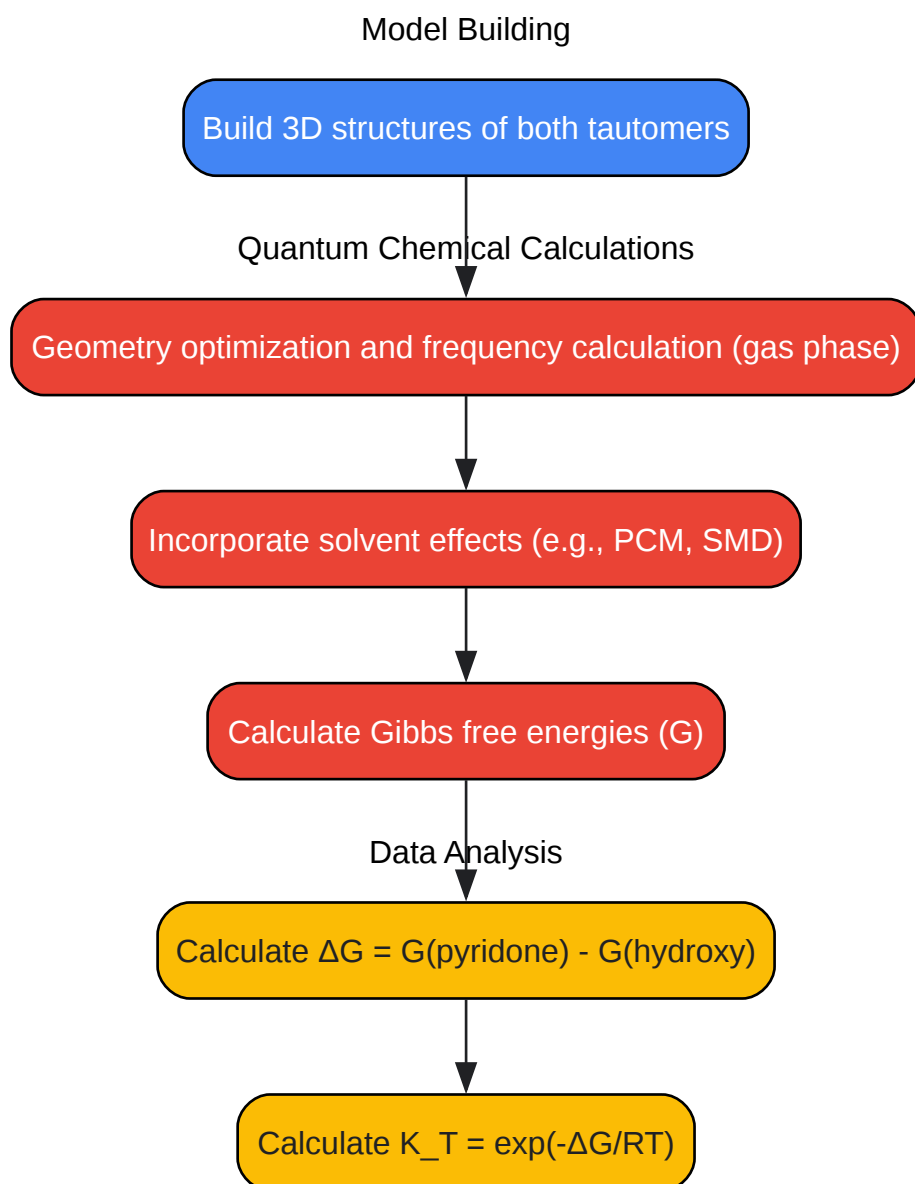 Model Building
Build 3D structures of both tautomers
Quantum Chemical Calculations
Geometry optimization and frequency calculation (gas phase)
Incorporate solvent effects (e.g., PCM, SMD)
Calculate Gibbs free energies (G)
Data Analysis
Calculate ΔG = G(pyridone) - G(hydroxy)
Calculate K_T = exp(-ΔG/RT)